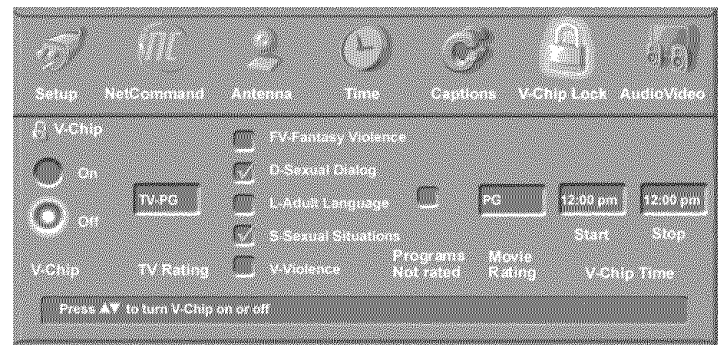 Setup NetCommand Antenna Time Captions V-Chip Lock AudioVideo
V-Chip
FV-Fantasy Violence
On
D-Sexual Dialog
TV-PG
L-Adult Language
PG
12:00 pm
12:00 pm
Off
S-Sexual Situations
Start
Stop
V-Chip
TV Rating
V-Violence
Programs
Not rated
Movie
Rating
V-Chip Time
Press ▲▼ to turn V-Chip on or off